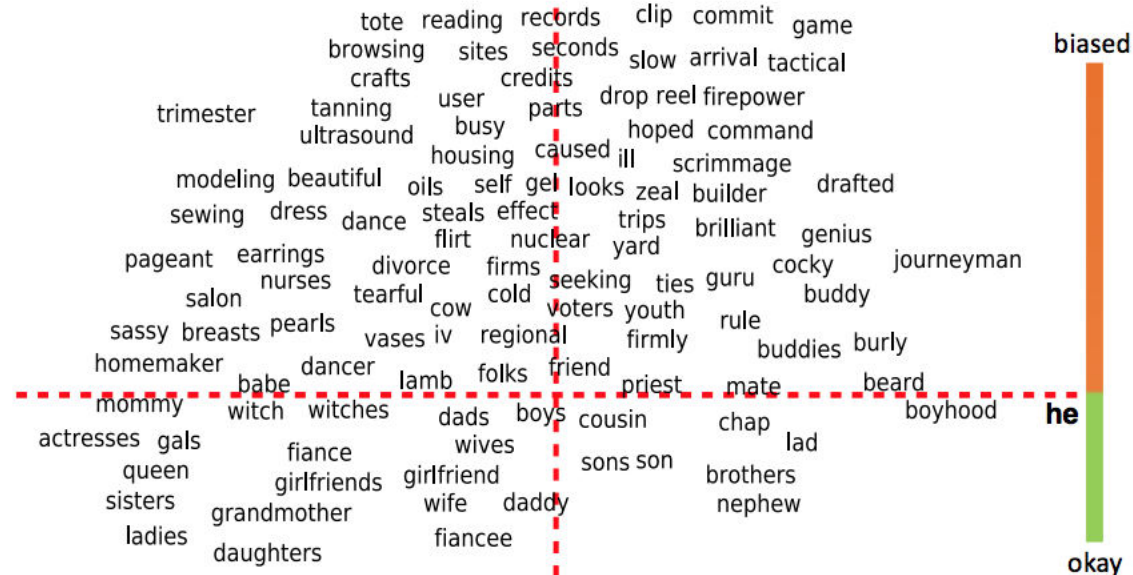 tote reading records clip commit game
biased
browsing sites seconds slow arrival tactical
crafts credits
trimester tanning user parts drop reel firepower
ultrasound busy hoped command
housing caused ill scrimmage
modeling beautiful oils self gel looks zeal builder drafted
sewing dress dance steals effect trips brilliant genius
flirt nuclear yard
pageant earrings divorce firms seeking ties guru cocky journeyman
nurses
salon tearful cow cold voters youth buddy
sassy breasts pearls vases iv regional firmly rule buddies burly
homemaker dancer lamb folks friend priest mate beard
babe
mommy witch witches dads boys cousin chap boyhood he
actresses gals fiance wives lad
queen girlfriends girlfriend sons son brothers
sisters grandmother wife daddy nephew
ladies daughters fiancee
okay